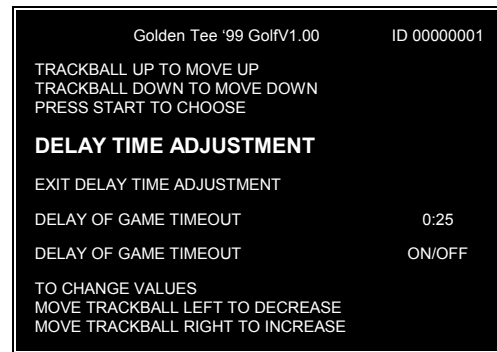 Golden Tee ‘99 GolfV1.00 ID 00000001
TRACKBALL UP TO MOVE UP
TRACKBALL DOWN TO MOVE DOWN
PRESS START TO CHOOSE
DELAY TIME ADJUSTMENT
EXIT DELAY TIME ADJUSTMENT
DELAY OF GAME TIMEOUT 0:25
DELAY OF GAME TIMEOUT ON/OFF
TO CHANGE VALUES
MOVE TRACKBALL LEFT TO DECREASE
MOVE TRACKBALL RIGHT TO INCREASE